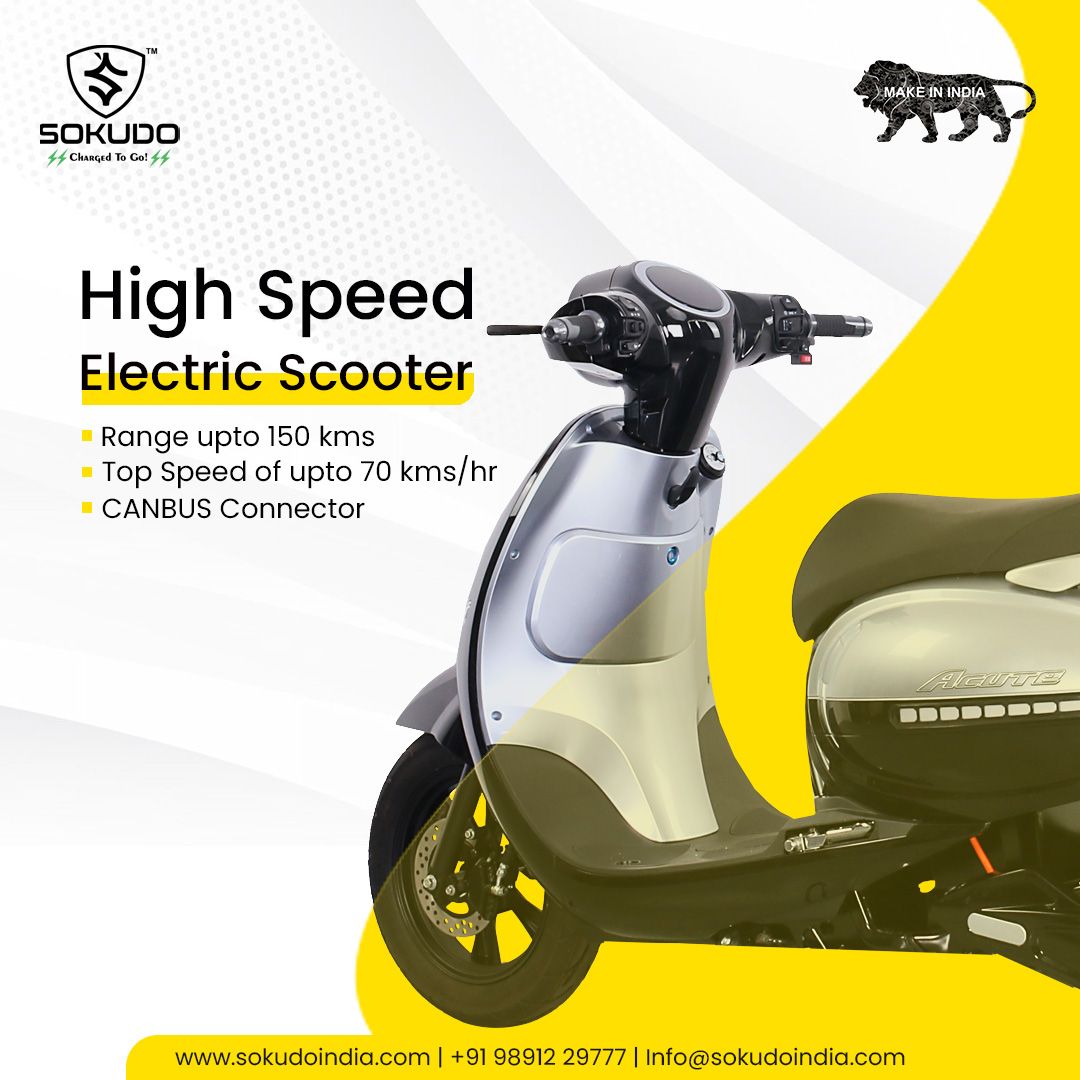 TM
SOKUDO
Charged To Go!
MAKE IN INDIA
High Speed
Electric Scooter
Range upto 150 kms
Top Speed of upto 70 kms/hr
CANBUS Connector
ACUTE
www.sokudoindia.com | +91 98912 29777 | Info@sokudoindia.com